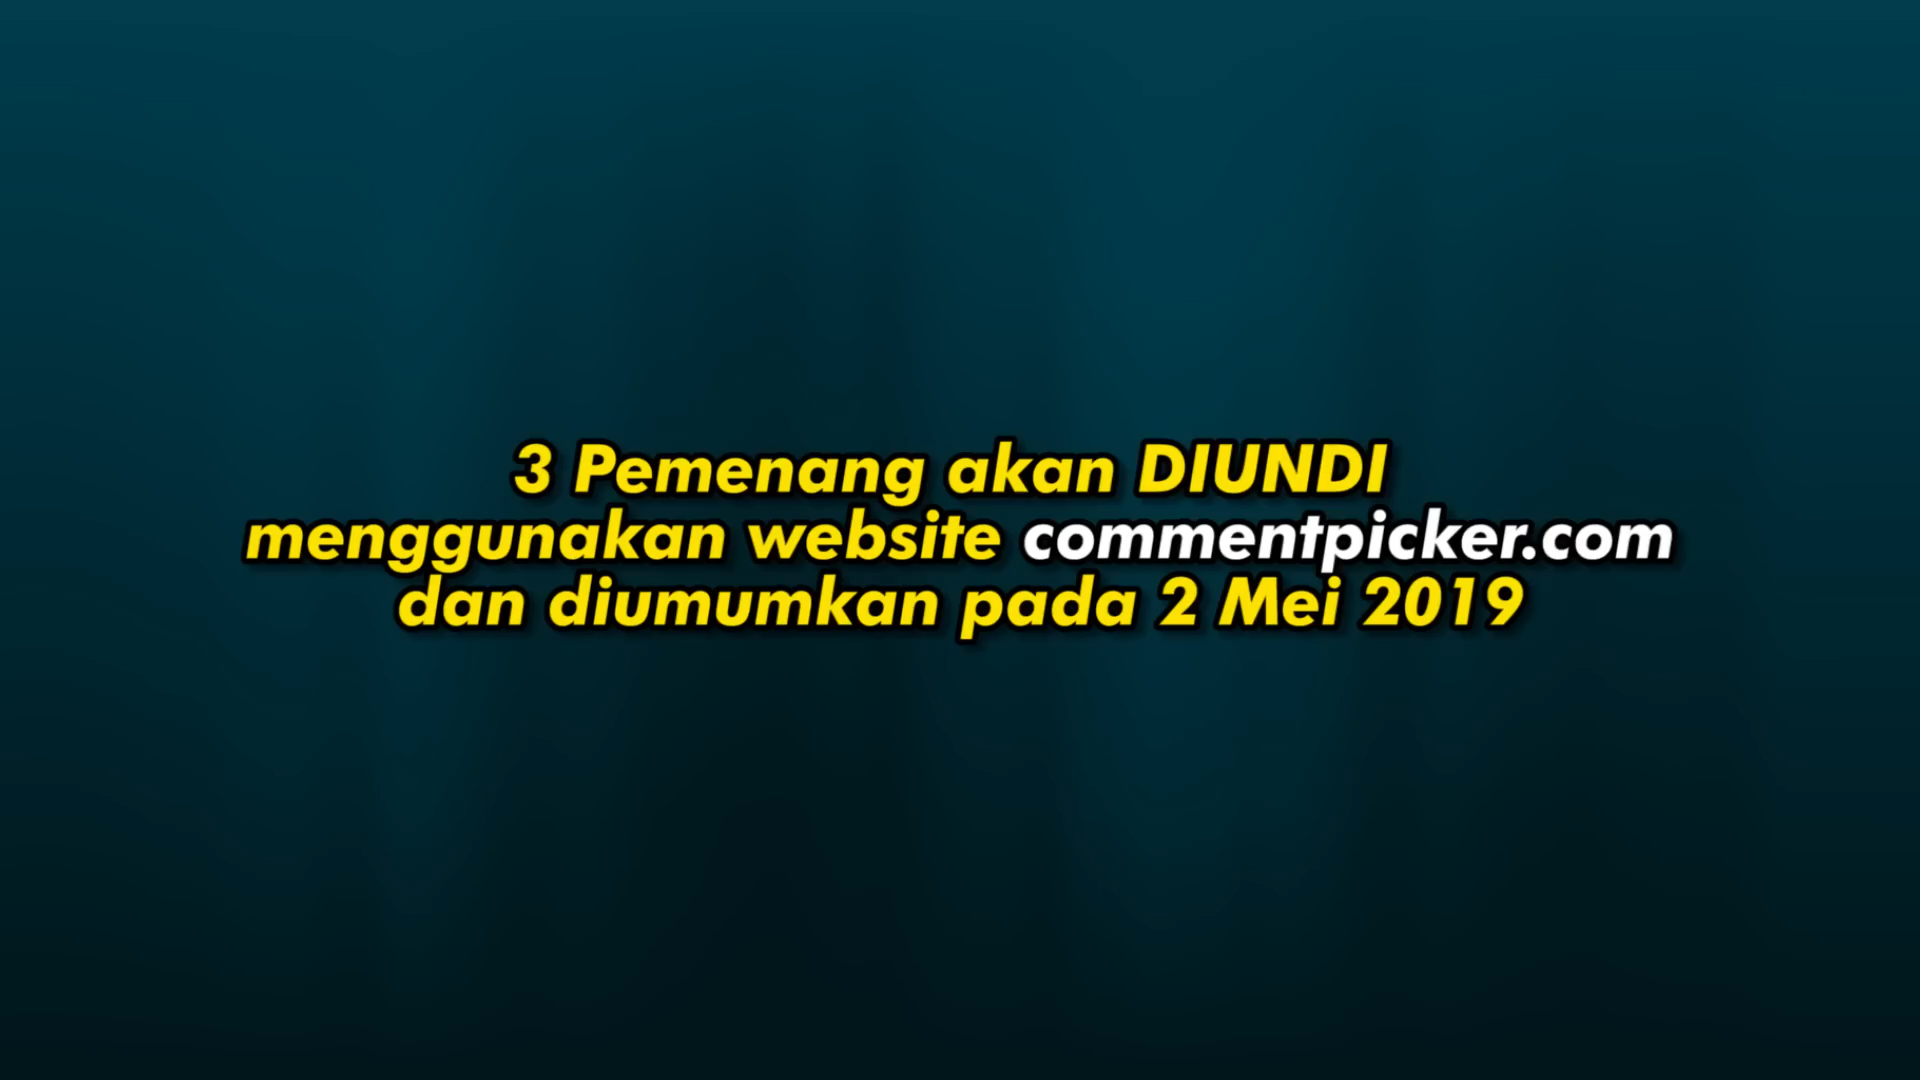 3 Pemenang akan DIUNDI
menggunakan website commentpicker.com
dan diumumkan pada 2 Mei 2019